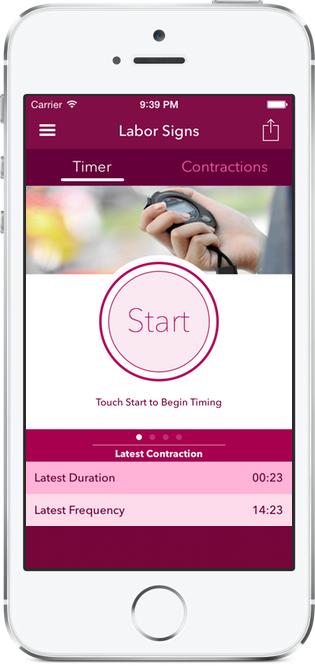 Carrier 9:39 PM
Labor Signs
Timer Contractions
Start
Touch Start to Begin Timing
Latest Contraction
Latest Duration 00:23
Latest Frequency 14:23